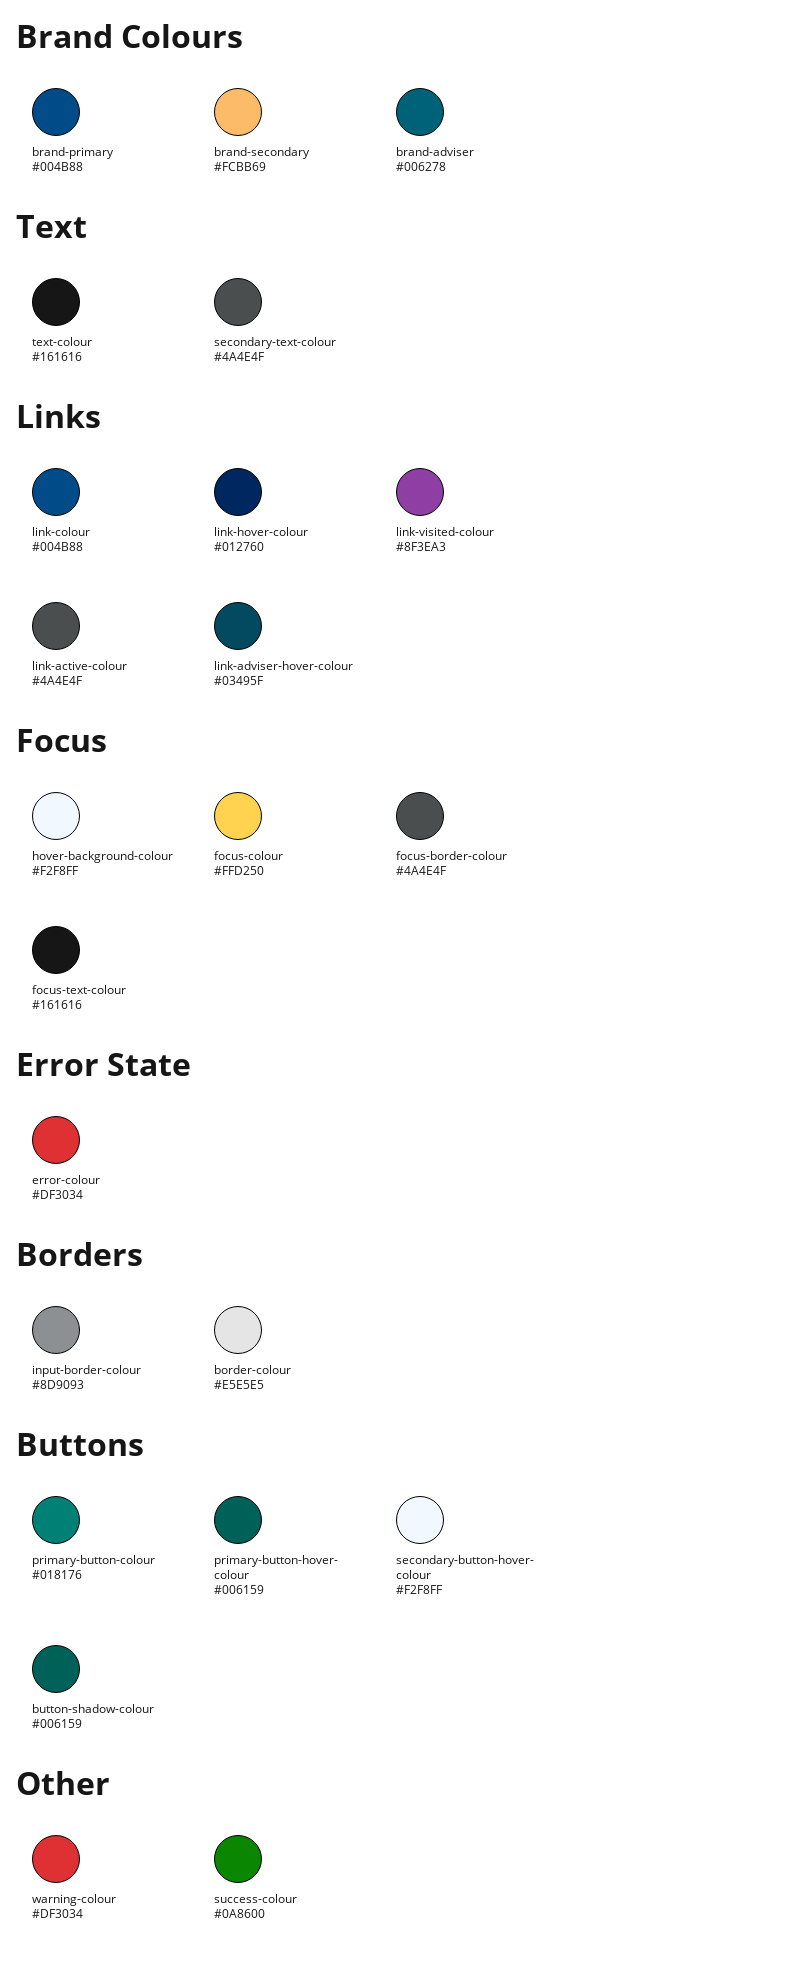 Brand Colours
brand-primary
#004B88
brand-secondary
#FCBB69
brand-adviser
#006278
Text
text-colour
#161616
secondary-text-colour
#4A4E4F
Links
link-colour
#004B88
link-hover-colour
#012760
link-visited-colour
#8F3EA3
link-active-colour
#4A4E4F
link-adviser-hover-colour
#03495F
Focus
hover-background-colour
#F2F8FF
focus-colour
#FFD250
focus-border-colour
#4A4E4F
focus-text-colour
#161616
Error State
error-colour
#DF3034
Borders
input-border-colour
#8D9093
border-colour
#E5E5E5
Buttons
primary-button-colour
#018176
primary-button-hover-
colour
#006159
secondary-button-hover-
colour
#F2F8FF
button-shadow-colour
#006159
Other
warning-colour
#DF3034
success-colour
#0A8600